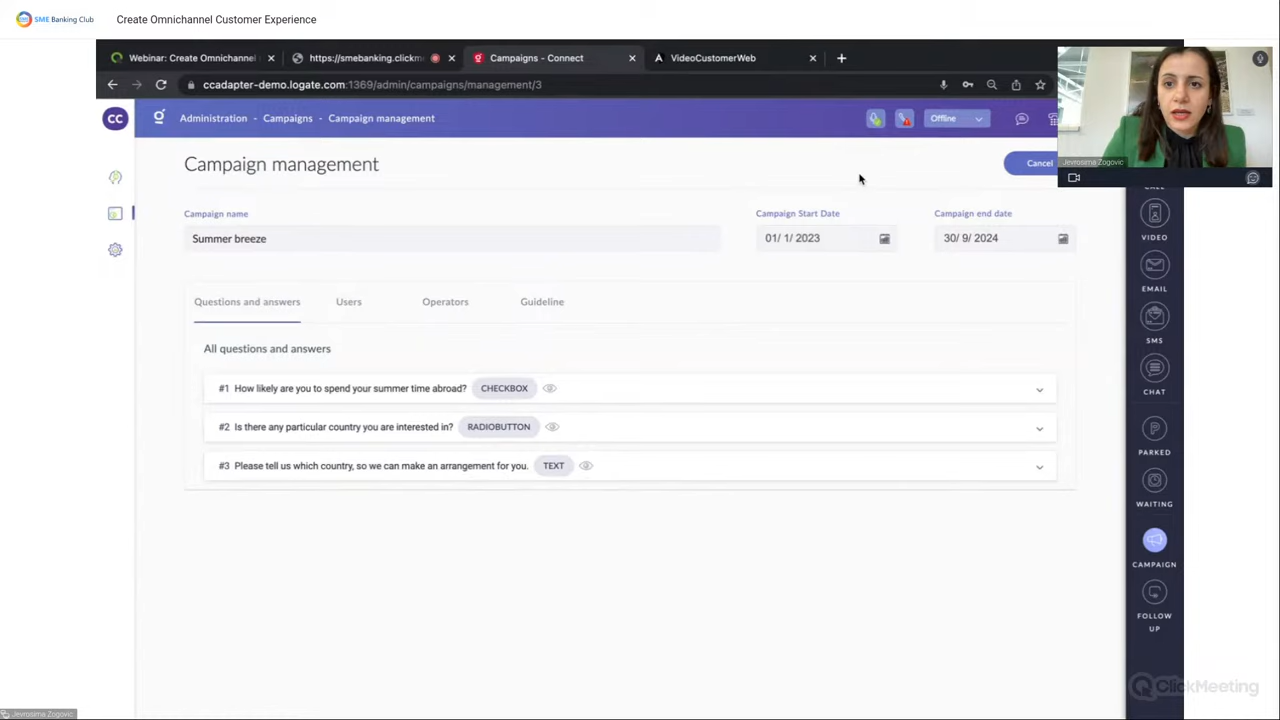 SME Banking Club
Create Omnichannel Customer Experience
Webinar: Create Omnichannel
https://smebanking.clickm
Campaigns - Connect
VideoCustomerWeb
ccadapter-demo.logate.com:1369/admin/campaigns/management/3
CC
Administration - Campaigns - Campaign management
Offline
Jevrosima Zogovic
Campaign management
Cancel
Campaign name
Campaign Start Date
Campaign end date
Summer breeze
01/ 1/ 2023
30/ 9/ 2024
Questions and answers
Users
Operators
Guideline
All questions and answers
#1 How likely are you to spend your summer time abroad? CHECKBOX
#2 Is there any particular country you are interested in? RADIOBUTTON
#3 Please tell us which country, so we can make an arrangement for you. TEXT
VIDEO
EMAIL
SMS
CHAT
PARKED
WAITING
CAMPAIGN
FOLLOW
UP
ClickMeeting
Jevrosima Zogovic